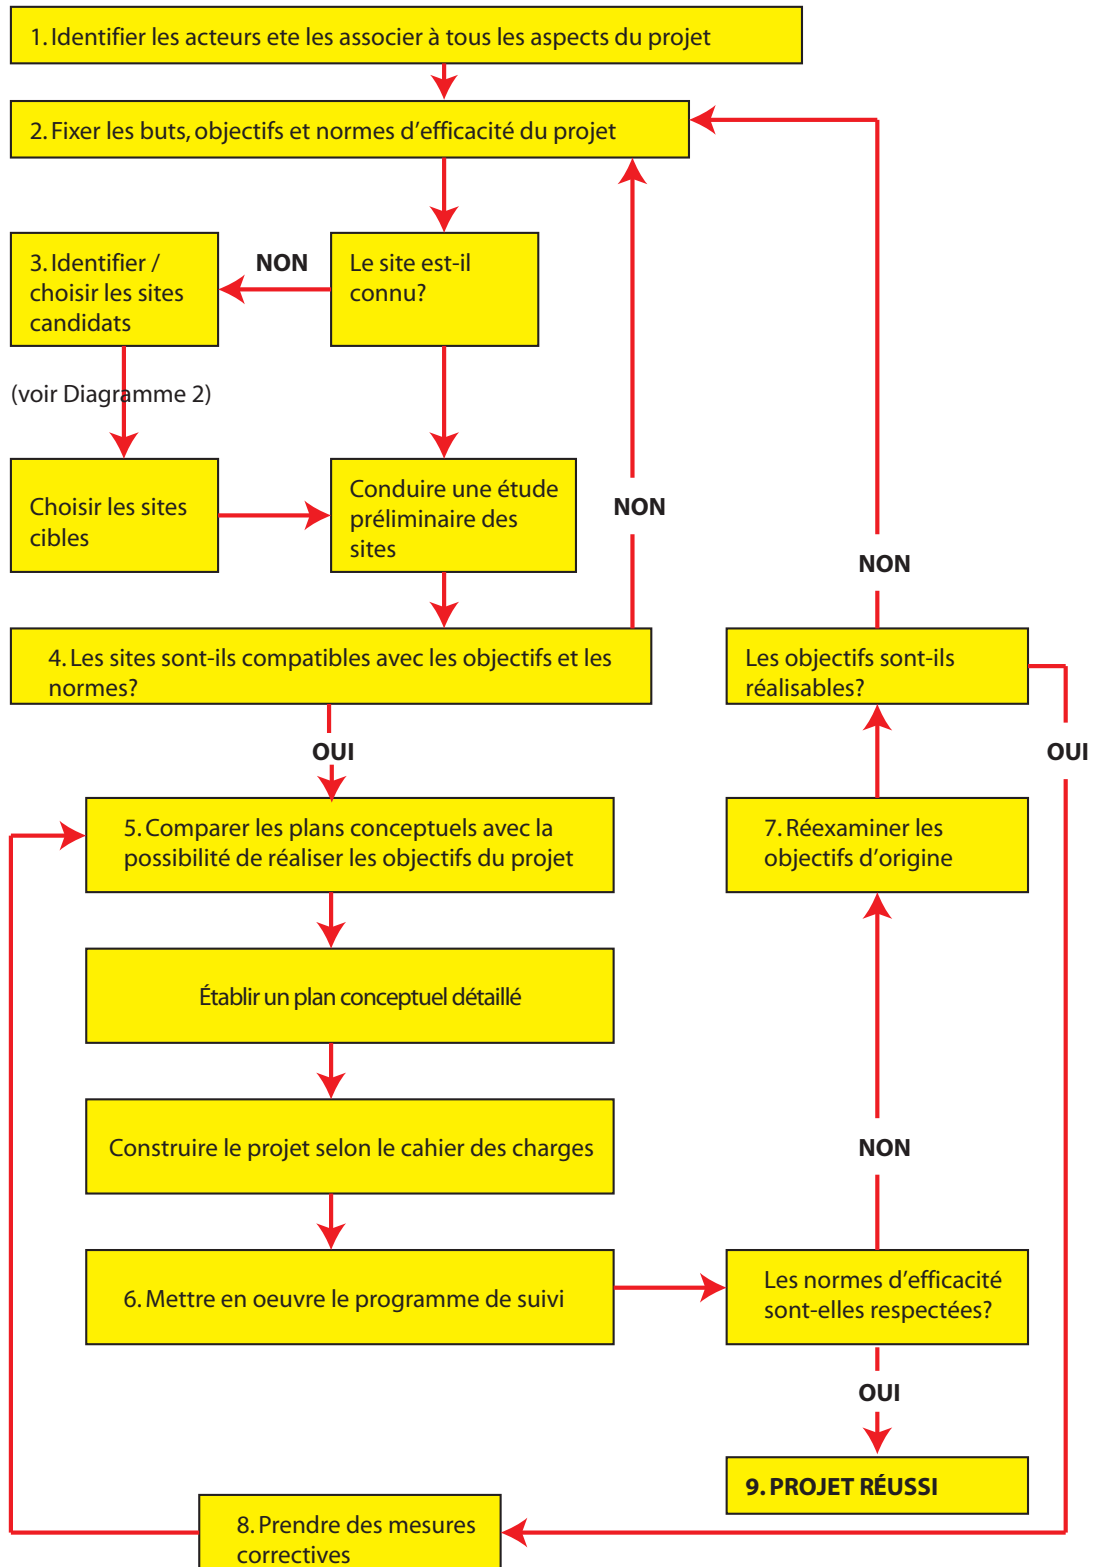 1. Identifier les acteurs ete les associer à tous les aspects du projet
2. Fixer les buts, objectifs et normes d'efficacité du projet
3. Identifier /
choisir les sites
candidats
NON
Le site est-il
connu?
(voir Diagramme 2)
Choisir les sites
cibles
Conduire une étude
préliminaire des
sites
NON
NON
4. Les sites sont-ils compatibles avec les objectifs et les
normes?
Les objectifs sont-ils
réalisables?
OUI
OUI
5. Comparer les plans conceptuels avec la
possibilité de réaliser les objectifs du projet
7. Réexaminer les
objectifs d'origine
Établir un plan conceptuel détaillé
Construire le projet selon le cahier des charges
NON
6. Mettre en oeuvre le programme de suivi
Les normes d'efficacité
sont-elles respectées?
OUI
9. PROJET RÉUSSI
8. Prendre des mesures
correctives